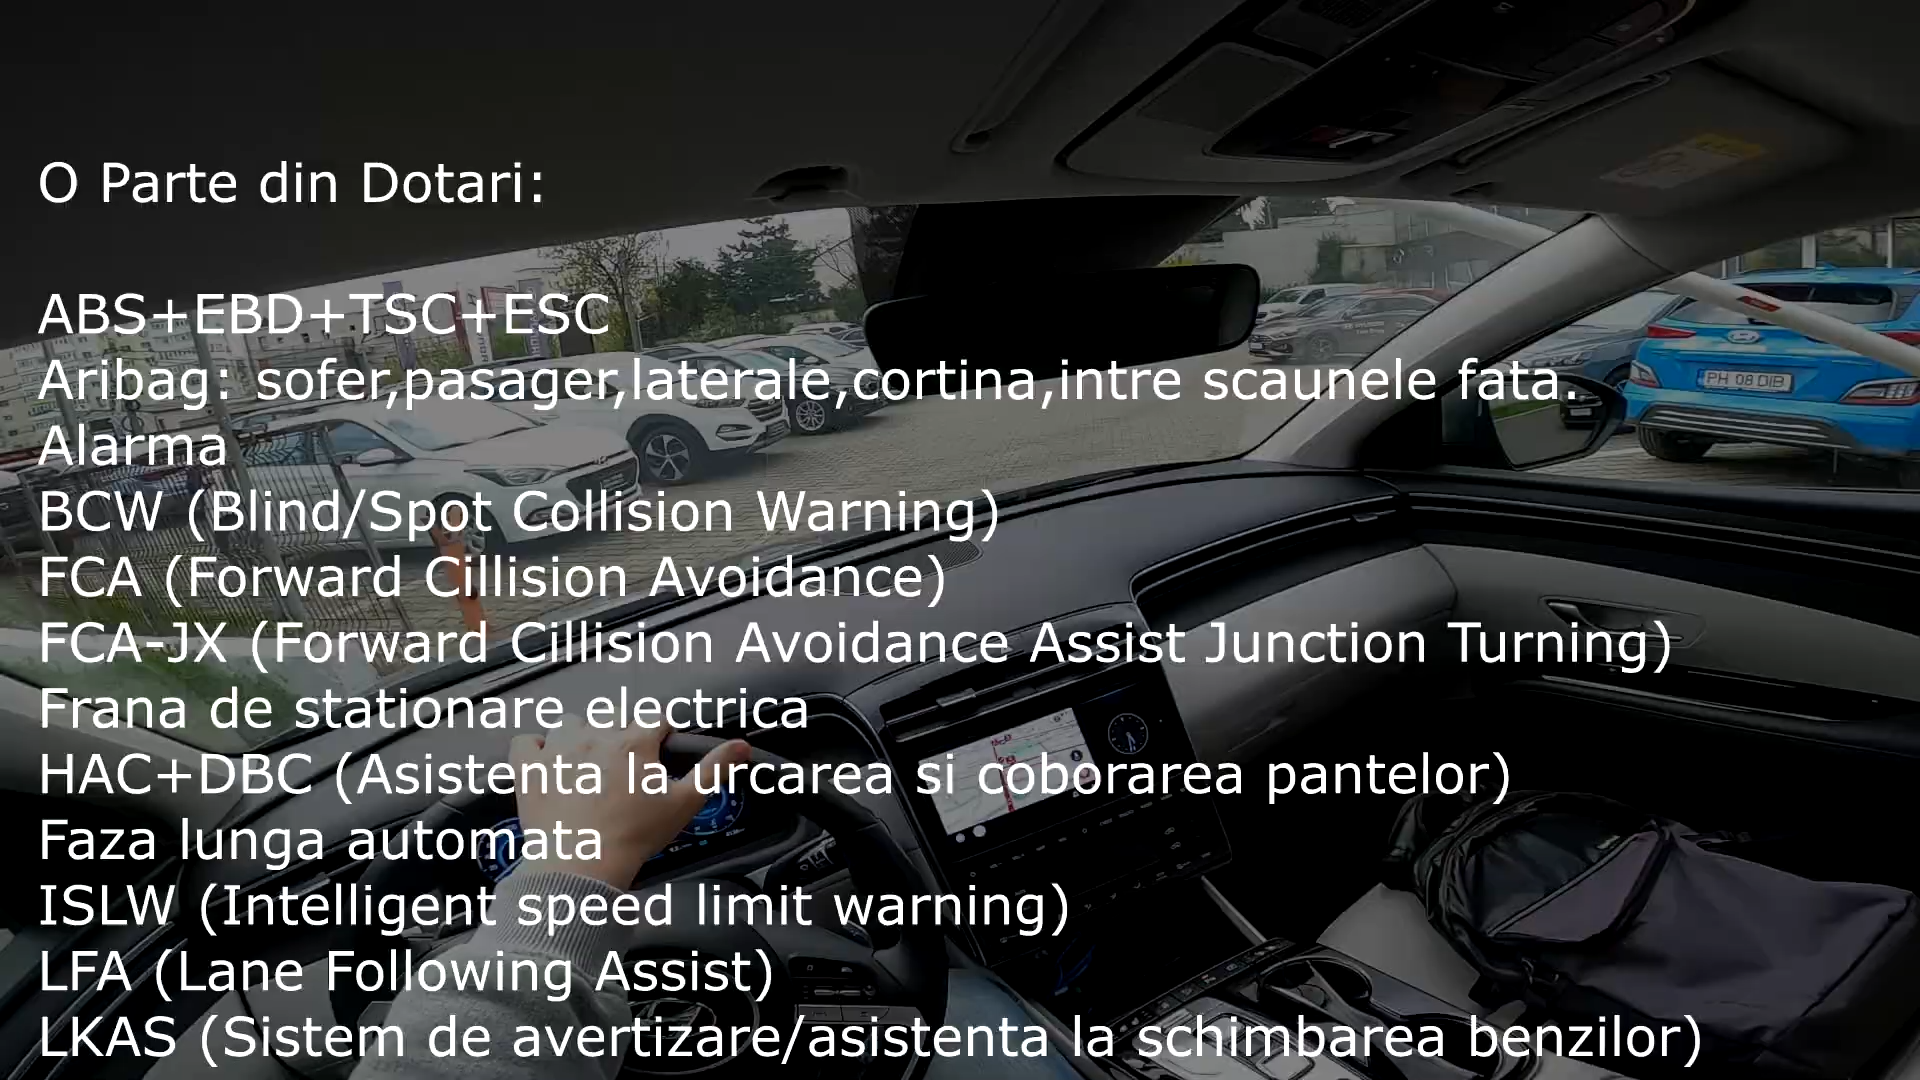 O Parte din Dotari:
ABS+EBD+TSC+ESC
Aribag: sofer,pasager,laterale,cortina,intre scaunele fata.
Alarma
BCW (Blind/Spot Collision Warning)
FCA (Forward Cillision Avoidance)
FCA-JX (Forward Cillision Avoidance Assist Junction Turning)
Frana de stationare electrica
HAC+DBC (Asistenta la urcarea si coborarea pantelor)
Faza lunga automata
ISLW (Intelligent speed limit warning)
LFA (Lane Following Assist)
LKAS (Sistem de avertizare/asistenta la schimbarea benzilor)
PH 08 DIB